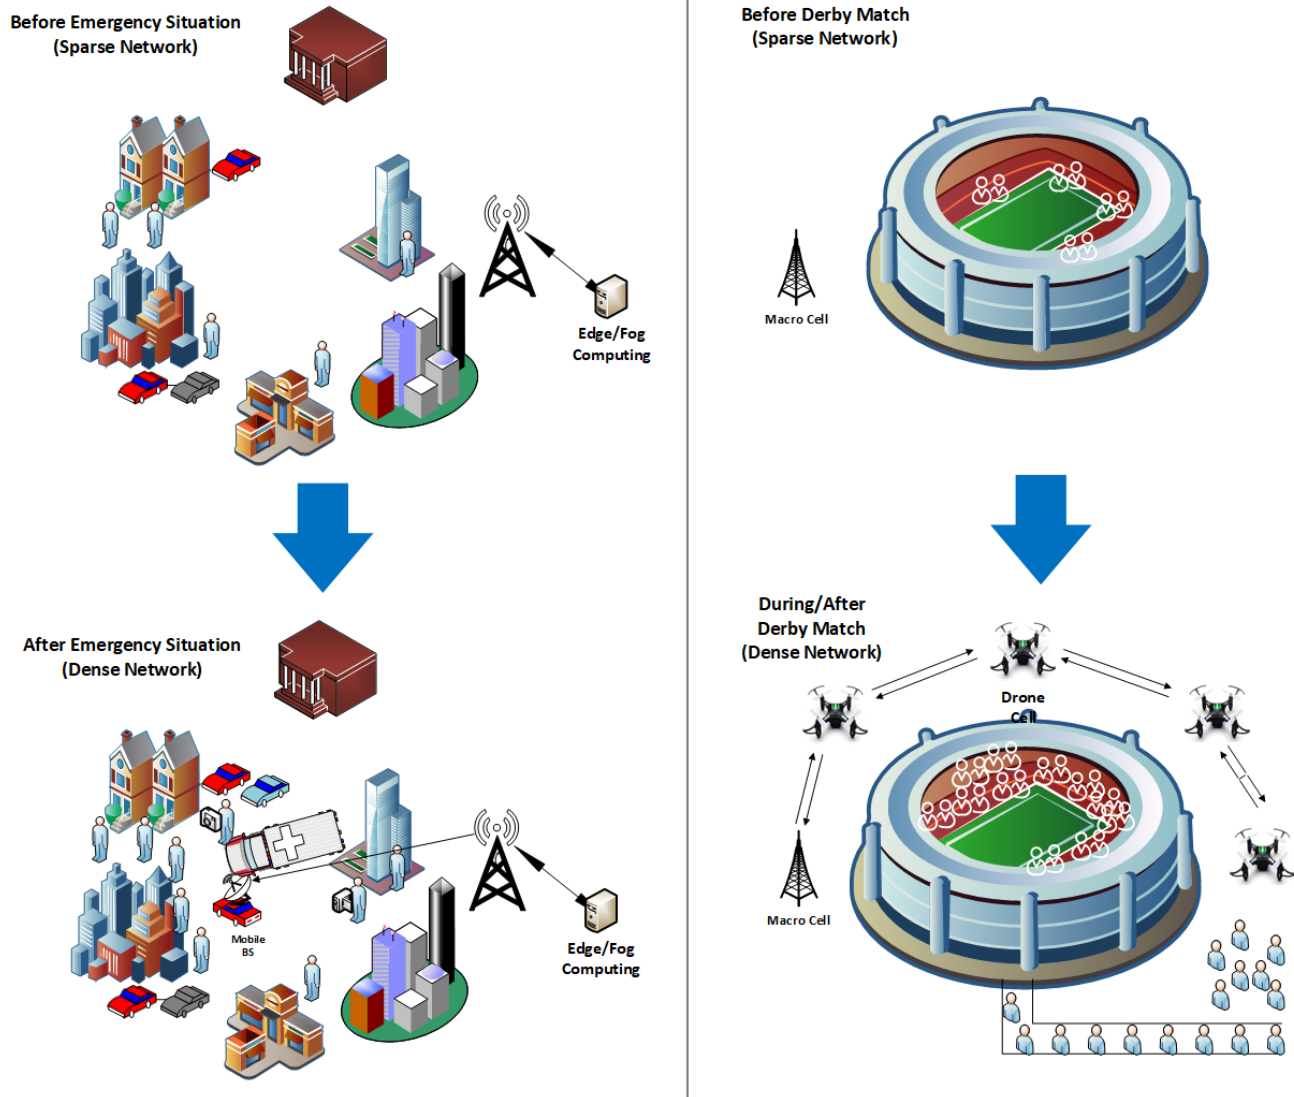 Before Emergency Situation
(Sparse Network)
Edge/Fog
Computing
After Emergency Situation
(Dense Network)
Mobile
BS
Edge/Fog
Computing
Before Derby Match
(Sparse Network)
Macro Cell
During/After
Derby Match
(Dense Network)
Drone
Cell
Macro Cell